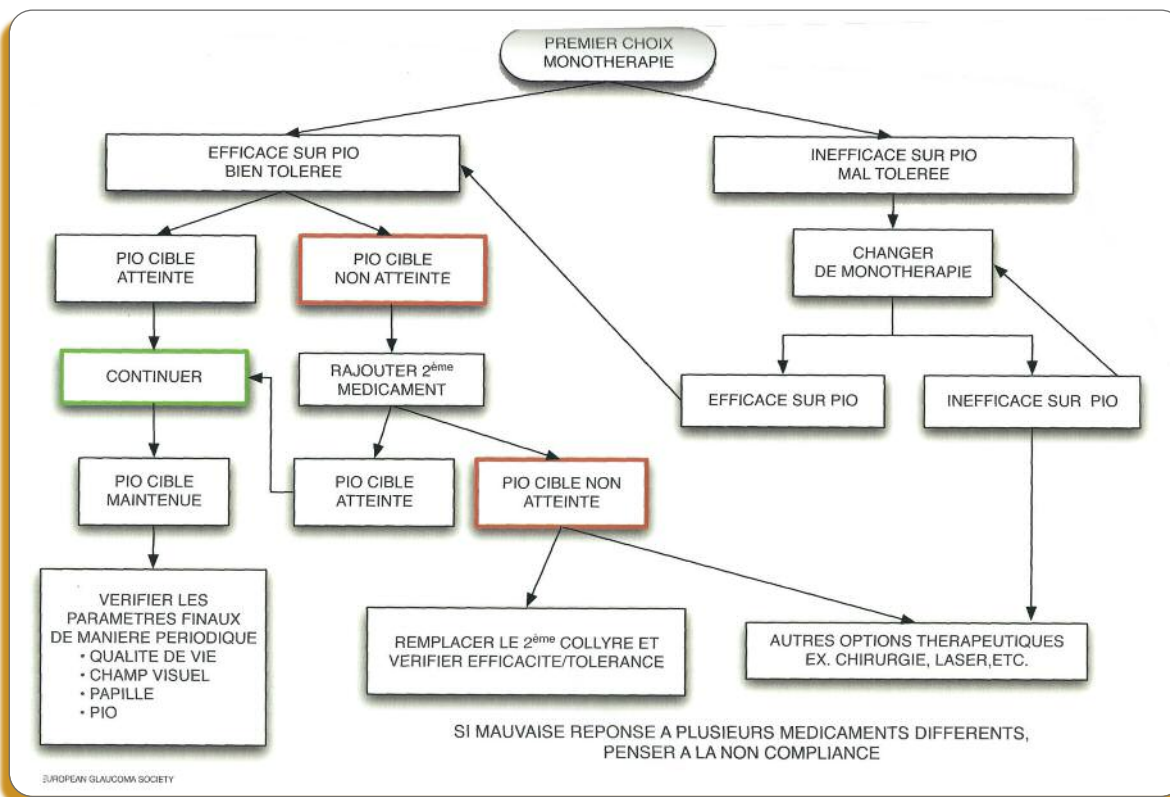 PREMIER CHOIX
MONOTHERAPIE
EFFICACE SUR PIO
BIEN TOLEREE
INEFFICACE SUR PIO
MAL TOLEREE
PIO CIBLE
ATTEINTE
PIO CIBLE
NON ATTEINTE
CHANGER
DE MONOTHERAPIE
CONTINUER
RAJOUTER 2ème
MEDICAMENT
EFFICACE SUR PIO
INEFFICACE SUR PIO
PIO CIBLE
MAINTENUE
PIO CIBLE
ATTEINTE
PIO CIBLE NON
ATTEINTE
VERIFIER LES
PARAMETRES FINAUX
DE MANIERE PERIODIQUE
• QUALITE DE VIE
• CHAMP VISUEL
• PAPILLE
• PIO
REMPLACER LE 2ème COLLYRE ET
VERIFIER EFFICACITE/TOLERANCE
AUTRES OPTIONS THERAPEUTIQUES
EX. CHIRURGIE, LASER,ETC.
SI MAUVAISE REPONSE A PLUSIEURS MEDICAMENTS DIFFERENTS,
PENSER A LA NON COMPLIANCE
EUROPEAN GLAUCOMA SOCIETY